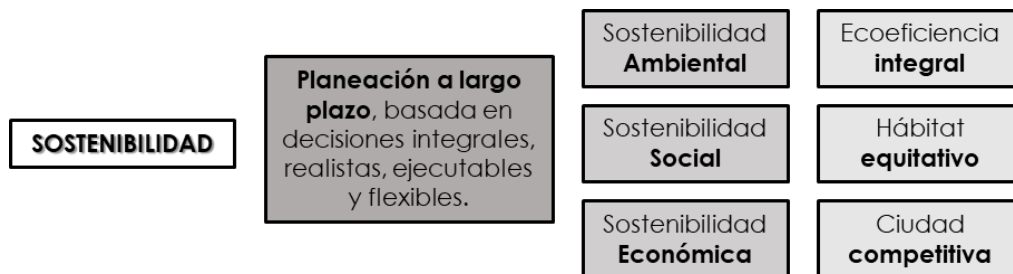 SOSTENIBILIDAD
Planeación a largo
plazo, basada en
decisiones integrales,
realistas, ejecutables
y flexibles.
Sostenibilidad
Ambiental
Ecoeficiencia
integral
Sostenibilidad
Social
Hábitat
equitativo
Sostenibilidad
Económica
Ciudad
competitiva